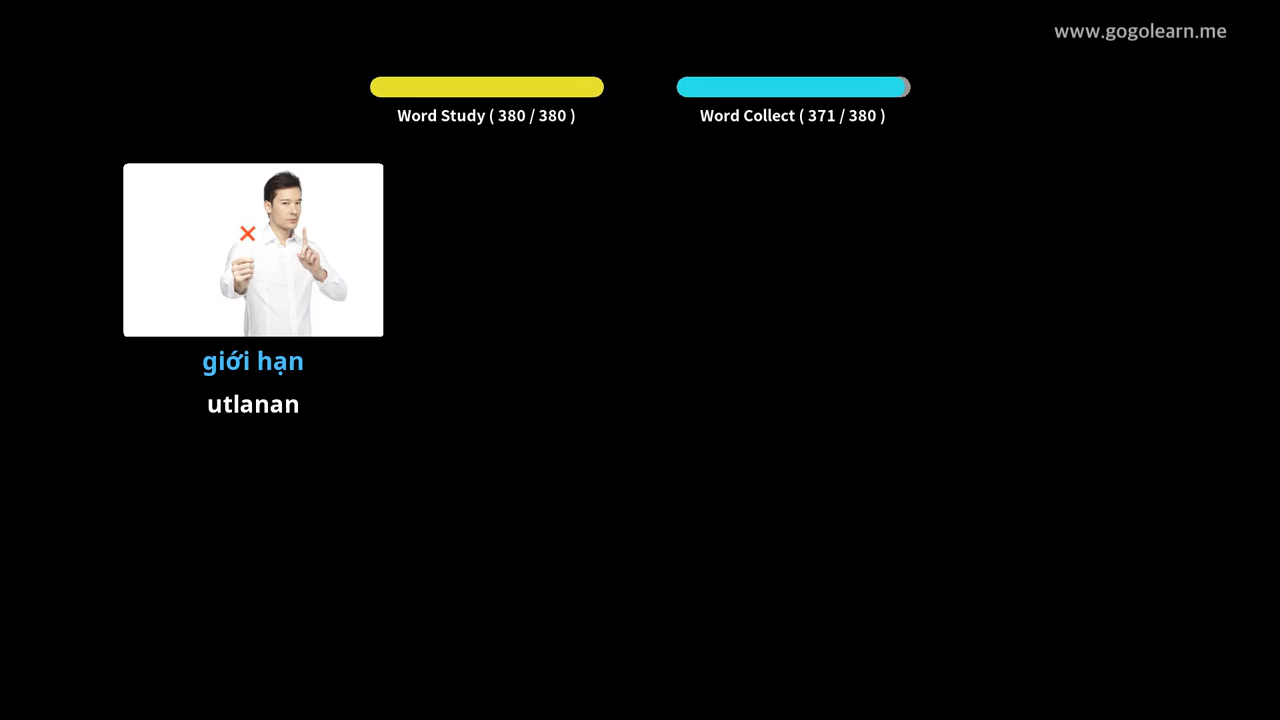 www.gogolearn.me
Word Study ( 380 / 380 )
Word Collect ( 371 / 380 )
giới hạn
utlanan